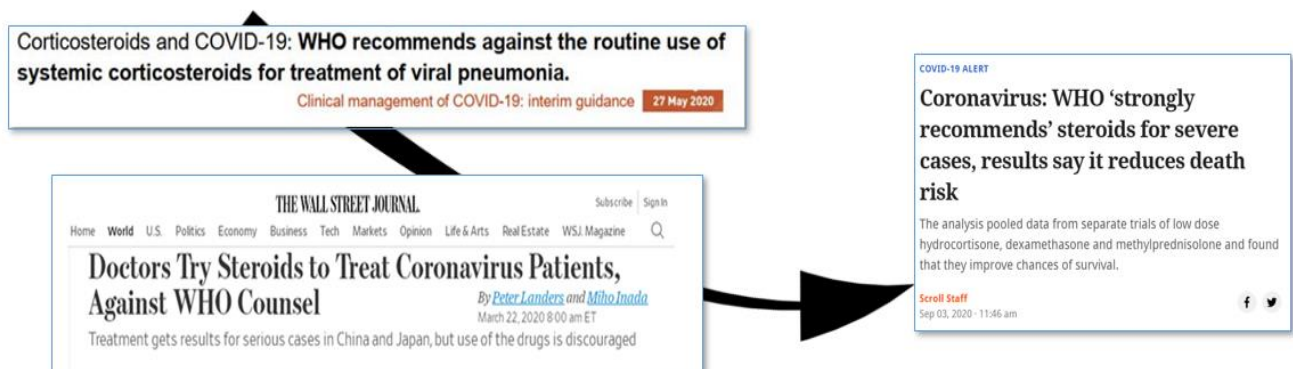 Corticosteroids and COVID-19: WHO recommends against the routine use of
systemic corticosteroids for treatment of viral pneumonia.
Clinical management of COVID-19: interim guidance 27 May 2020
THE WALL STREET JOURNAL.
Subscribe Sign In
Home World U.S. Politics Economy Business Tech Markets Opinion Life & Arts Real Estate WSJ. Magazine
Doctors Try Steroids to Treat Coronavirus Patients,
Against WHO Counsel
By Peter Landers and Miho Inada
March 22, 2020 8:00 am ET
Treatment gets results for serious cases in China and Japan, but use of the drugs is discouraged
COVID-19 ALERT
Coronavirus: WHO ‘strongly
recommends’ steroids for severe
cases, results say it reduces death
risk
The analysis pooled data from separate trials of low dose
hydrocortisone, dexamethasone and methylprednisolone and found
that they improve chances of survival.
Scroll Staff
Sep 03, 2020 · 11:46 am